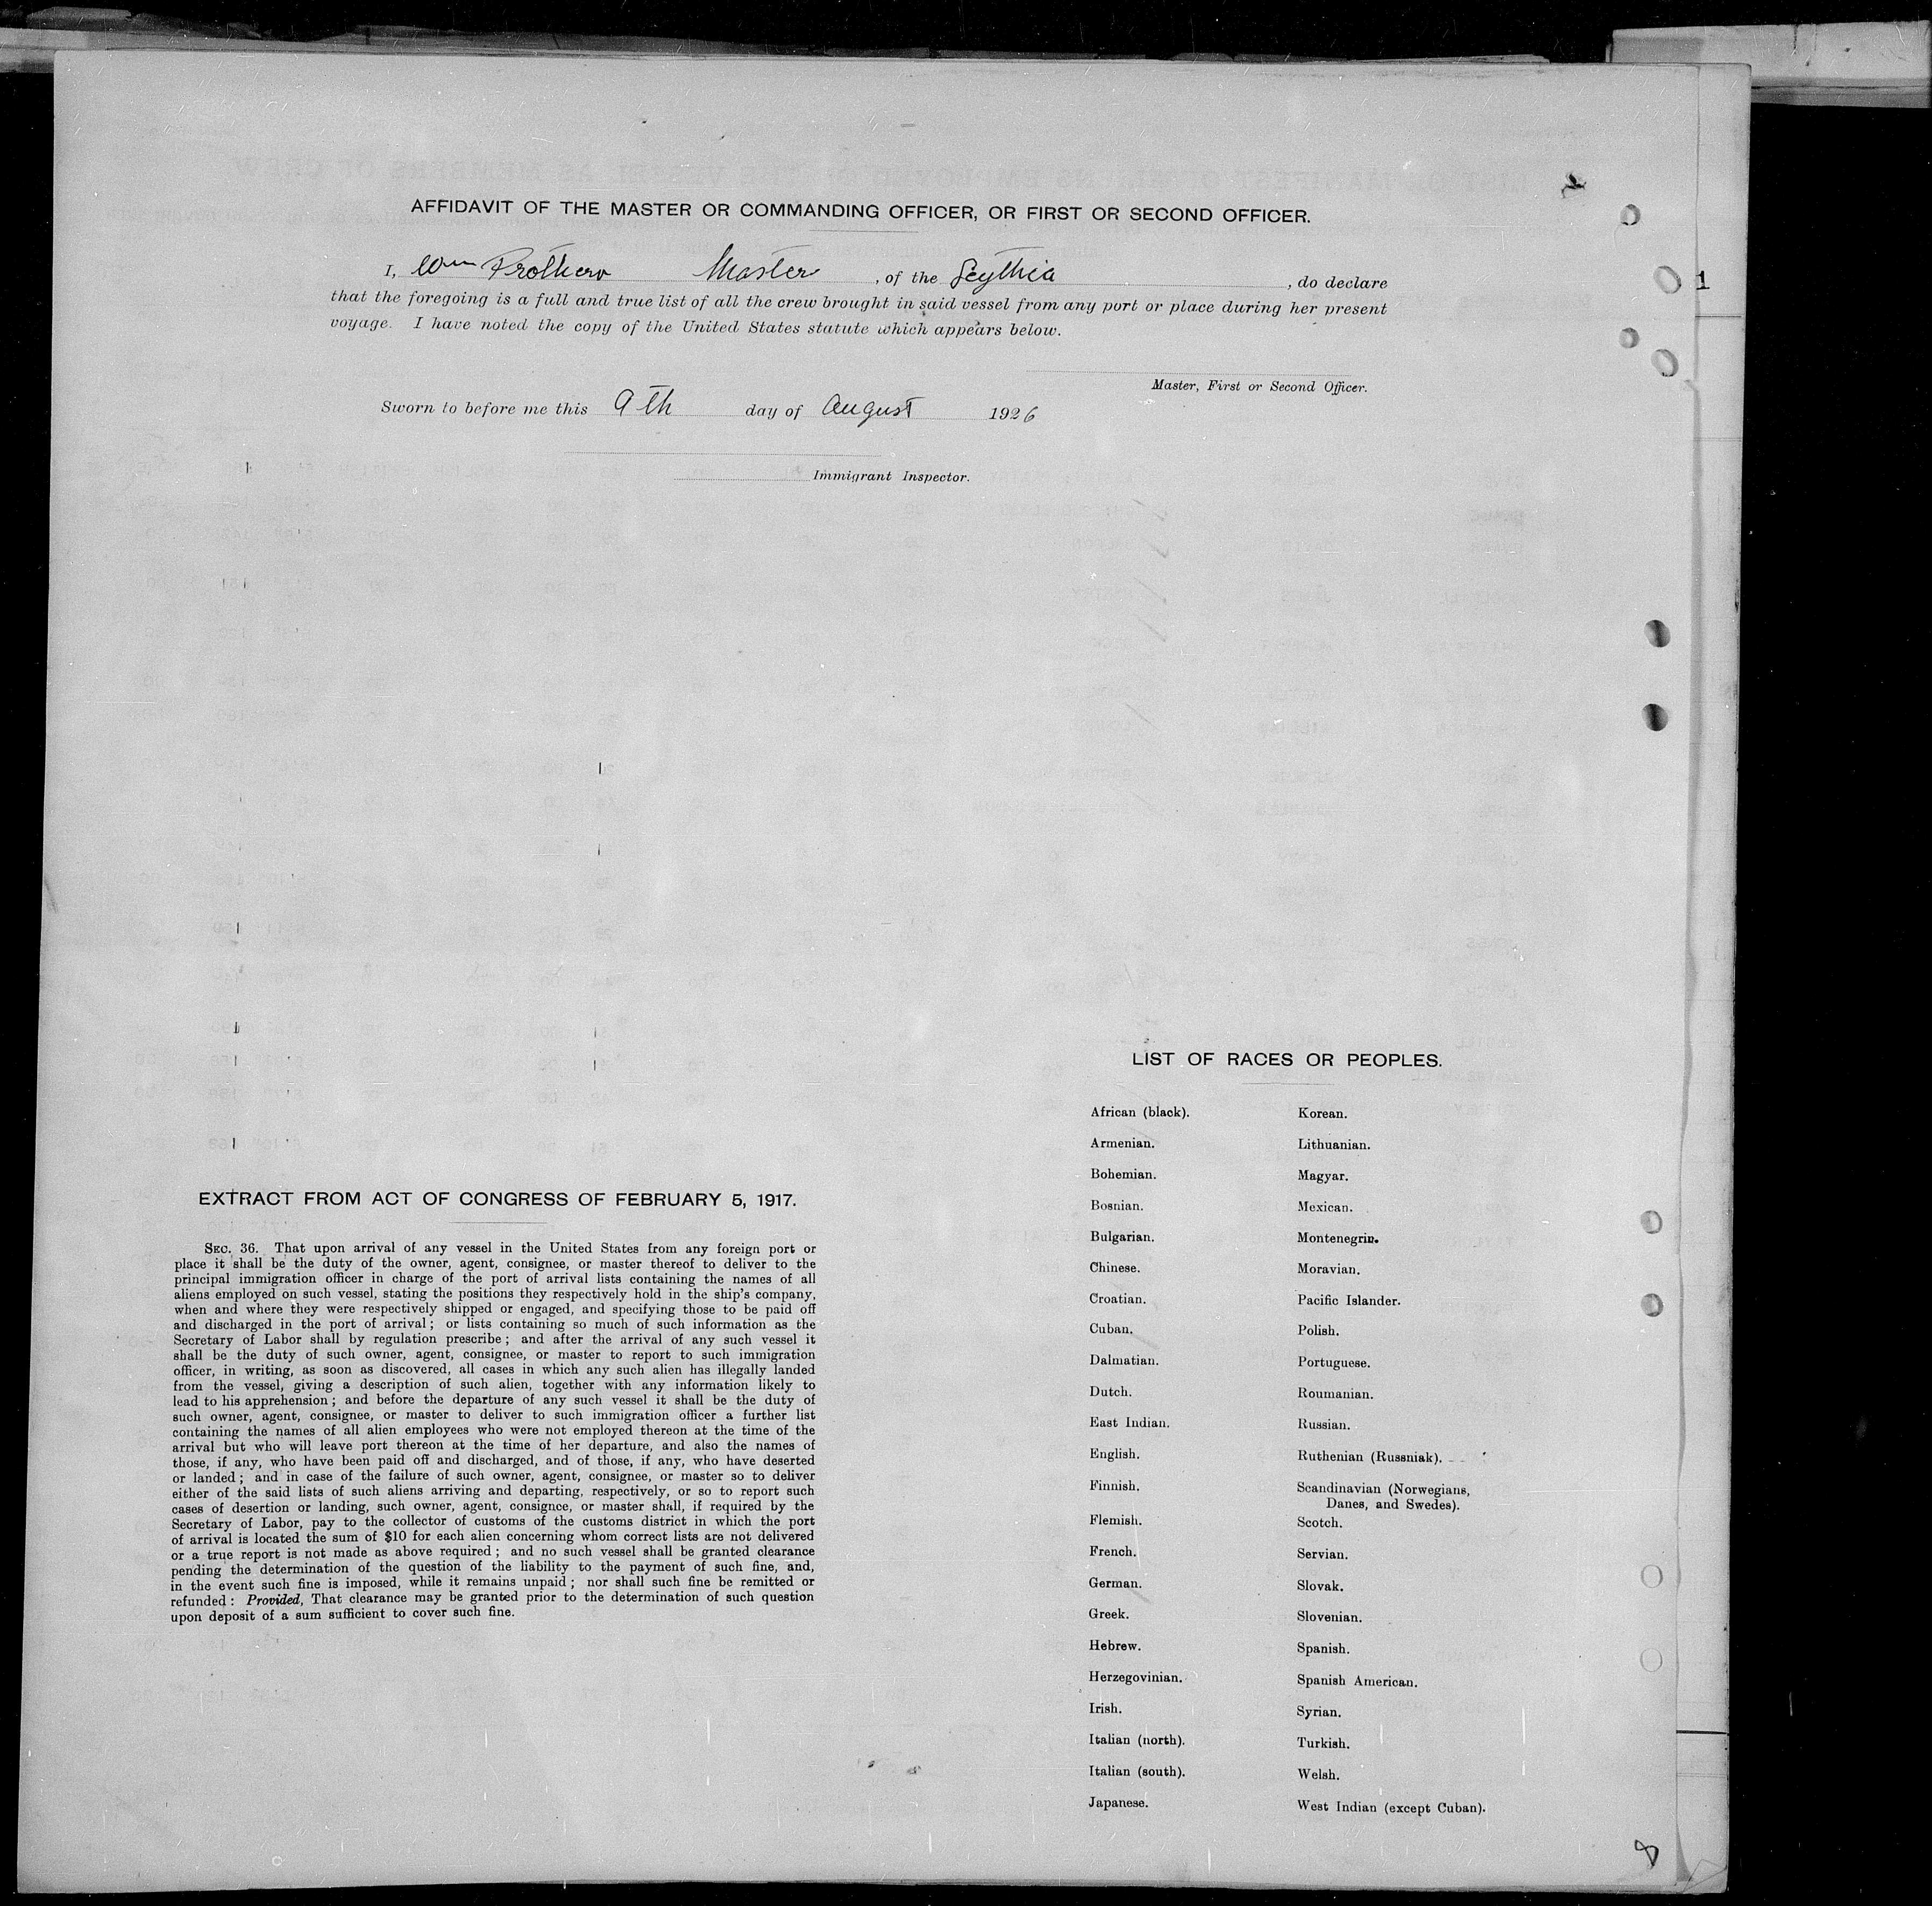 AFFIDAVIT OF THE MASTER OR COMMANDING OFFICER, OR FIRST OR SECOND OFFICER.
I, Wm Prothero Master, of the Scythia, do declare
that the foregoing is a full and true list of all the crew brought in said vessel from any port or place during her present
voyage. I have noted the copy of the United States statute which appears below.
Master, First or Second Officer.
Sworn to before me this 9th day of August 1926
Immigrant Inspector.
1
EXTRACT FROM ACT OF CONGRESS OF FEBRUARY 5, 1917.
SEC. 36. That upon arrival of any vessel in the United States from any foreign port or
place it shall be the duty of the owner, agent, consignee, or master thereof to deliver to the
principal immigration officer in charge of the port of arrival lists containing the names of all
aliens employed on such vessel, stating the positions they respectively hold in the ship's company,
when and where they were respectively shipped or engaged, and specifying those to be paid off
and discharged in the port of arrival; or lists containing so much of such information as the
Secretary of Labor shall by regulation prescribe; and after the arrival of any such vessel it
shall be the duty of such owner, agent, consignee, or master to report to such immigration
officer, in writing, as soon as discovered, all cases in which any such alien has illegally landed
from the vessel, giving a description of such alien, together with any information likely to
lead to his apprehension; and before the departure of any such vessel it shall be the duty of
such owner, agent, consignee, or master to deliver to such immigration officer a further list
containing the names of all alien employees who were not employed thereon at the time of the
arrival but who will leave port thereon at the time of her departure, and also the names of
those, if any, who have been paid off and discharged, and of those, if any, who have deserted
or landed; and in case of the failure of such owner, agent, consignee, or master so to deliver
either of the said lists of such aliens arriving and departing, respectively, or so to report such
cases of desertion or landing, such owner, agent, consignee, or master shall, if required by the
Secretary of Labor, pay to the collector of customs of the customs district in which the port
of arrival is located the sum of $10 for each alien concerning whom correct lists are not delivered
or a true report is not made as above required; and no such vessel shall be granted clearance
pending the determination of the question of the liability to the payment of such fine, and,
in the event such fine is imposed, while it remains unpaid; nor shall such fine be remitted or
refunded: Provided, That clearance may be granted prior to the determination of such question
upon deposit of a sum sufficient to cover such fine.
LIST OF RACES OR PEOPLES.
African (black).
Armenian.
Bohemian.
Bosnian.
Bulgarian.
Chinese.
Croatian.
Cuban.
Dalmatian.
Dutch.
East Indian.
English.
Finnish.
Flemish.
French.
German.
Greek.
Hebrew.
Herzegovinian.
Irish.
Italian (north).
Italian (south).
Japanese.
Korean.
Lithuanian.
Magyar.
Mexican.
Montenegrin.
Moravian.
Pacific Islander.
Polish.
Portuguese.
Roumanian.
Russian.
Ruthenian (Russniak).
Scandinavian (Norwegians,
Danes, and Swedes).
Scotch.
Servian.
Slovak.
Slovenian.
Spanish.
Spanish American.
Syrian.
Turkish.
Welsh.
West Indian (except Cuban).
8